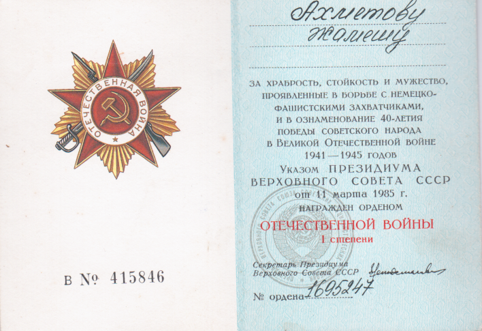 ОТЕЧЕСТВЕННАЯ ВОЙНА
В № 415846
Ахметову
Жамешу
ЗА ХРАБРОСТЬ, СТОЙКОСТЬ И МУЖЕСТВО,
ПРОЯВЛЕННЫЕ В БОРЬБЕ С НЕМЕЦКО-
ФАШИСТСКИМИ ЗАХВАТЧИКАМИ,
И В ОЗНАМЕНОВАНИЕ 40-ЛЕТИЯ
ПОБЕДЫ СОВЕТСКОГО НАРОДА
В ВЕЛИКОЙ ОТЕЧЕСТВЕННОЙ ВОЙНЕ
1941—1945 ГОДОВ
УКАЗОМ ПРЕЗИДИУМА
ВЕРХОВНОГО СОВЕТА СССР
от 11 марта 1985 г.
НАГРАЖДЕН ОРДЕНОМ
ОТЕЧЕСТВЕННОЙ ВОЙНЫ
I степени
Секретарь Президиума
Верховного Совета СССР
№ ордена 1695247